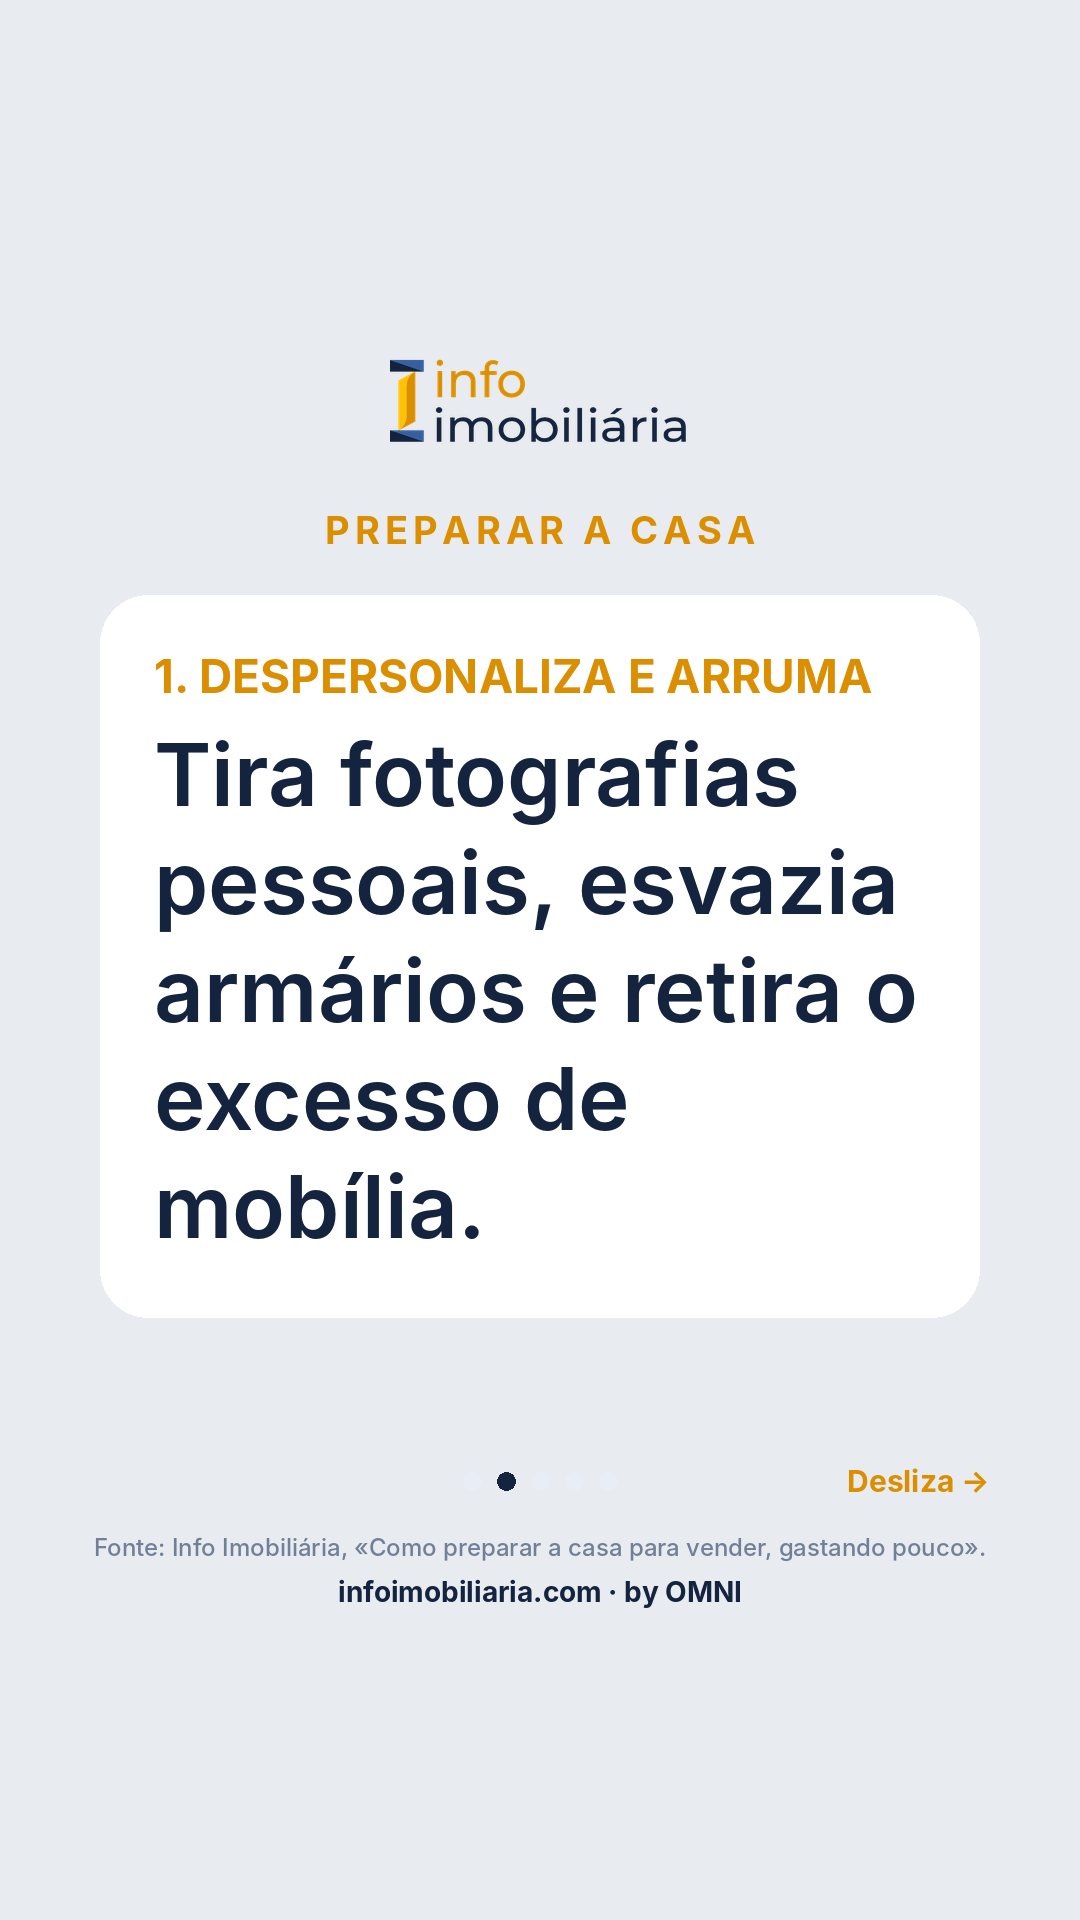 info
imobiliária
PREPARAR A CASA
1. DESPERSONALIZA E ARRUMA
Tira fotografias
pessoais, esvazia
armários e retira o
excesso de
mobília.
Desliza →
Fonte: Info Imobiliária, «Como preparar a casa para vender, gastando pouco».
infoimobiliaria.com · by OMNI